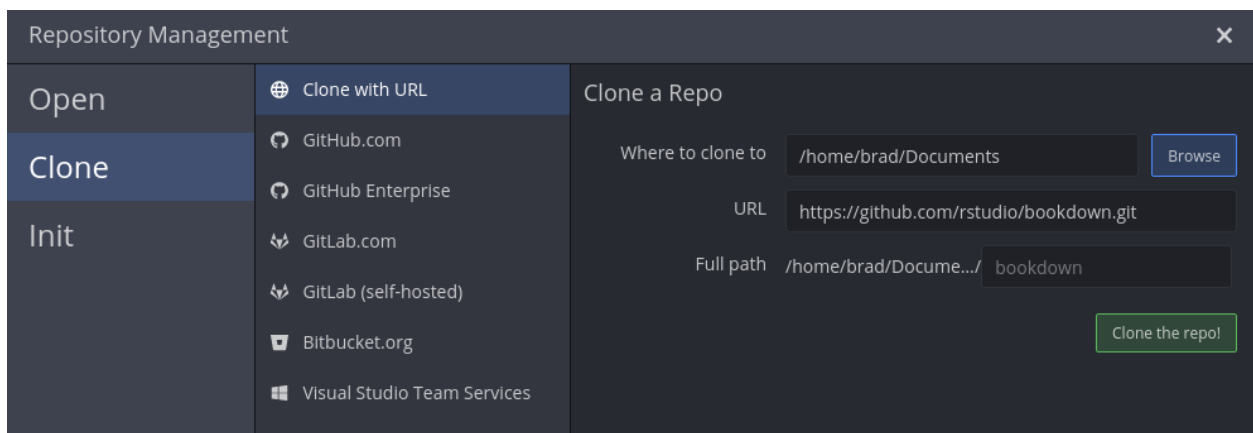 Repository Management
Open
Clone
Init
Clone with URL
GitHub.com
GitHub Enterprise
GitLab.com
GitLab (self-hosted)
Bitbucket.org
Visual Studio Team Services
Clone a Repo
Where to clone to /home/brad/Documents Browse
URL https://github.com/rstudio/bookdown.git
Full path /home/brad/Docume.../ bookdown
Clone the repo!